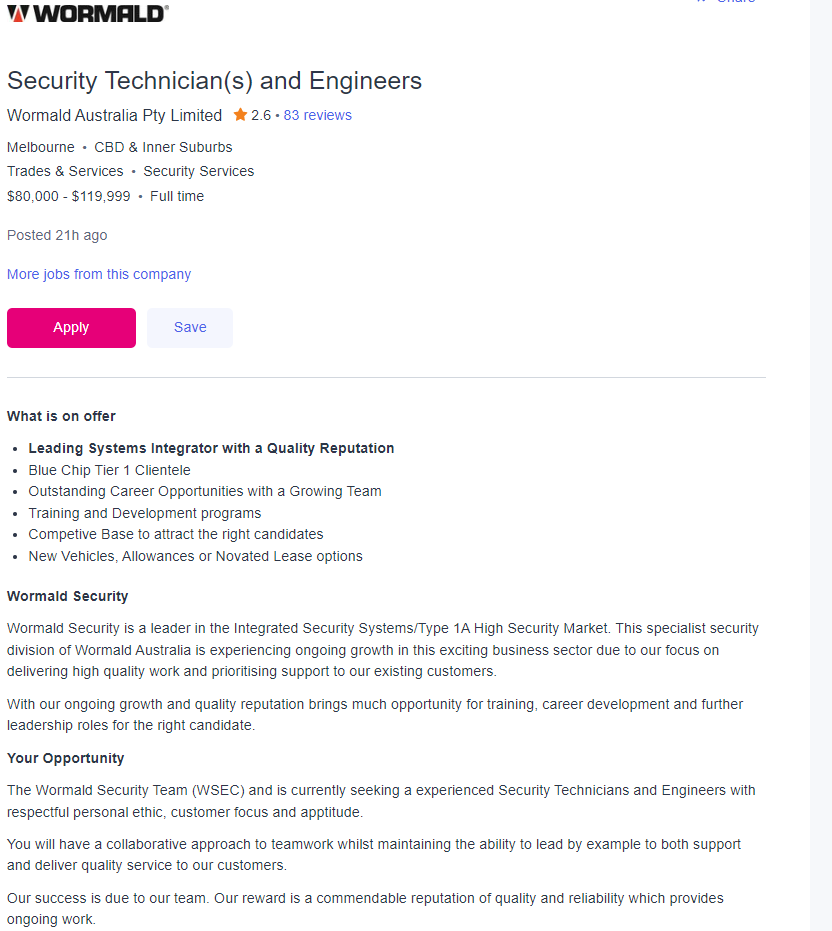 WORMALD®
Share
Security Technician(s) and Engineers
Wormald Australia Pty Limited ★ 2.6 • 83 reviews
Melbourne • CBD & Inner Suburbs
Trades & Services • Security Services
$80,000 - $119,999 • Full time
Posted 21h ago
More jobs from this company
Apply Save
What is on offer
• Leading Systems Integrator with a Quality Reputation
• Blue Chip Tier 1 Clientele
• Outstanding Career Opportunities with a Growing Team
• Training and Development programs
• Competive Base to attract the right candidates
• New Vehicles, Allowances or Novated Lease options
Wormald Security
Wormald Security is a leader in the Integrated Security Systems/Type 1A High Security Market. This specialist security
division of Wormald Australia is experiencing ongoing growth in this exciting business sector due to our focus on
delivering high quality work and prioritising support to our existing customers.
With our ongoing growth and quality reputation brings much opportunity for training, career development and further
leadership roles for the right candidate.
Your Opportunity
The Wormald Security Team (WSEC) and is currently seeking a experienced Security Technicians and Engineers with
respectful personal ethic, customer focus and apptitude.
You will have a collaborative approach to teamwork whilst maintaining the ability to lead by example to both support
and deliver quality service to our customers.
Our success is due to our team. Our reward is a commendable reputation of quality and reliability which provides
ongoing work.